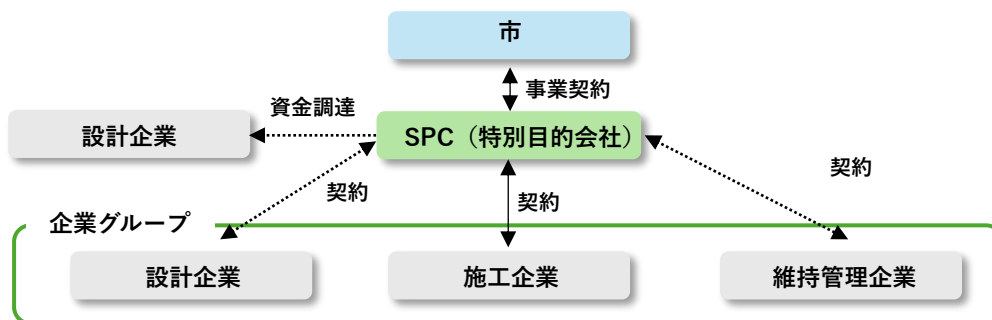 市
事業契約
資金調達
設計企業
SPC（特別目的会社）
契約
契約
契約
企業グループ
設計企業
施工企業
維持管理企業